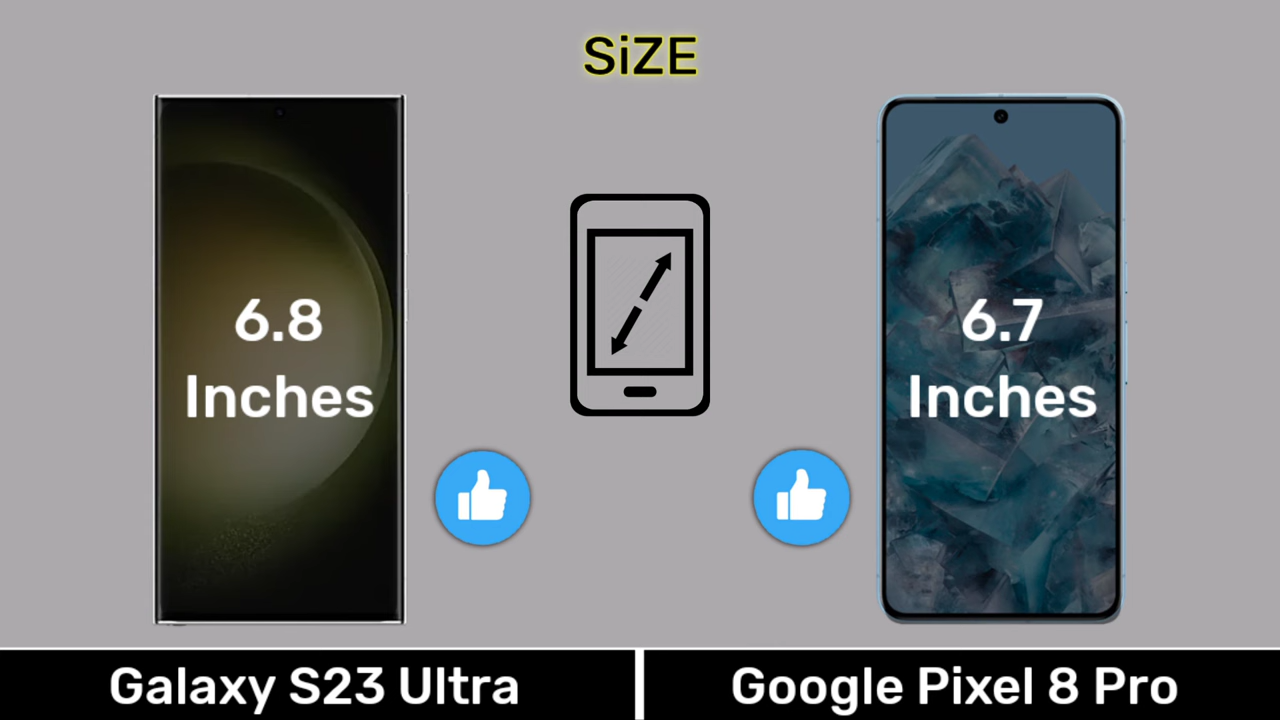 SiZE
6.8
Inches
6.7
Inches
Galaxy S23 Ultra
Google Pixel 8 Pro